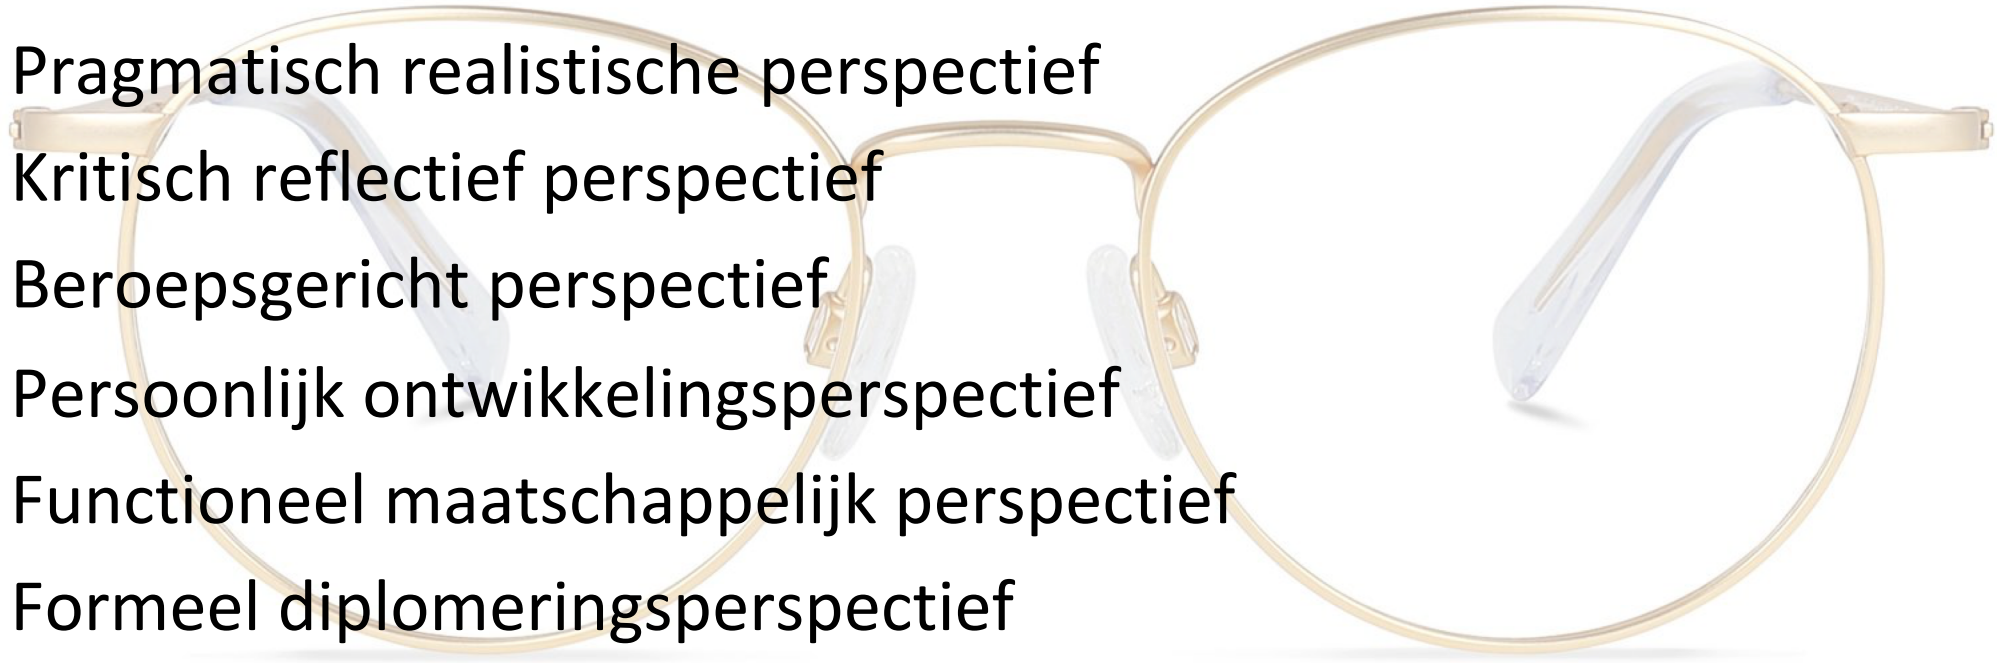 Pragmatisch realistische perspectief
Kritisch reflectief perspectief
Beroepsgericht perspectief
Persoonlijk ontwikkelingsperspectief
Functioneel maatschappelijk perspectief
Formeel diplomeringsperspectief